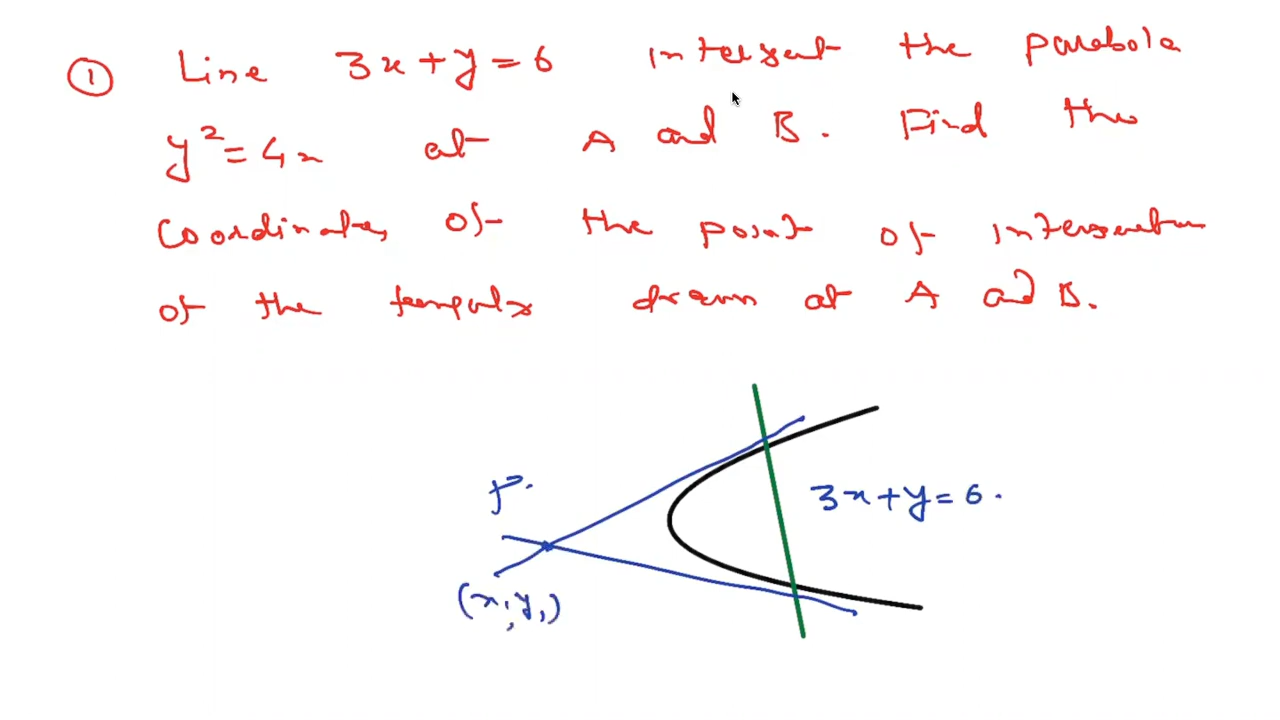 ① Line 3x + y = 6 intersect the parabola
y² = 4x at A and B. Find the
coordinates of the point of intersection
of the tangents drawn at A and B.
P.
3x + y = 6.
(x₁, y₁)